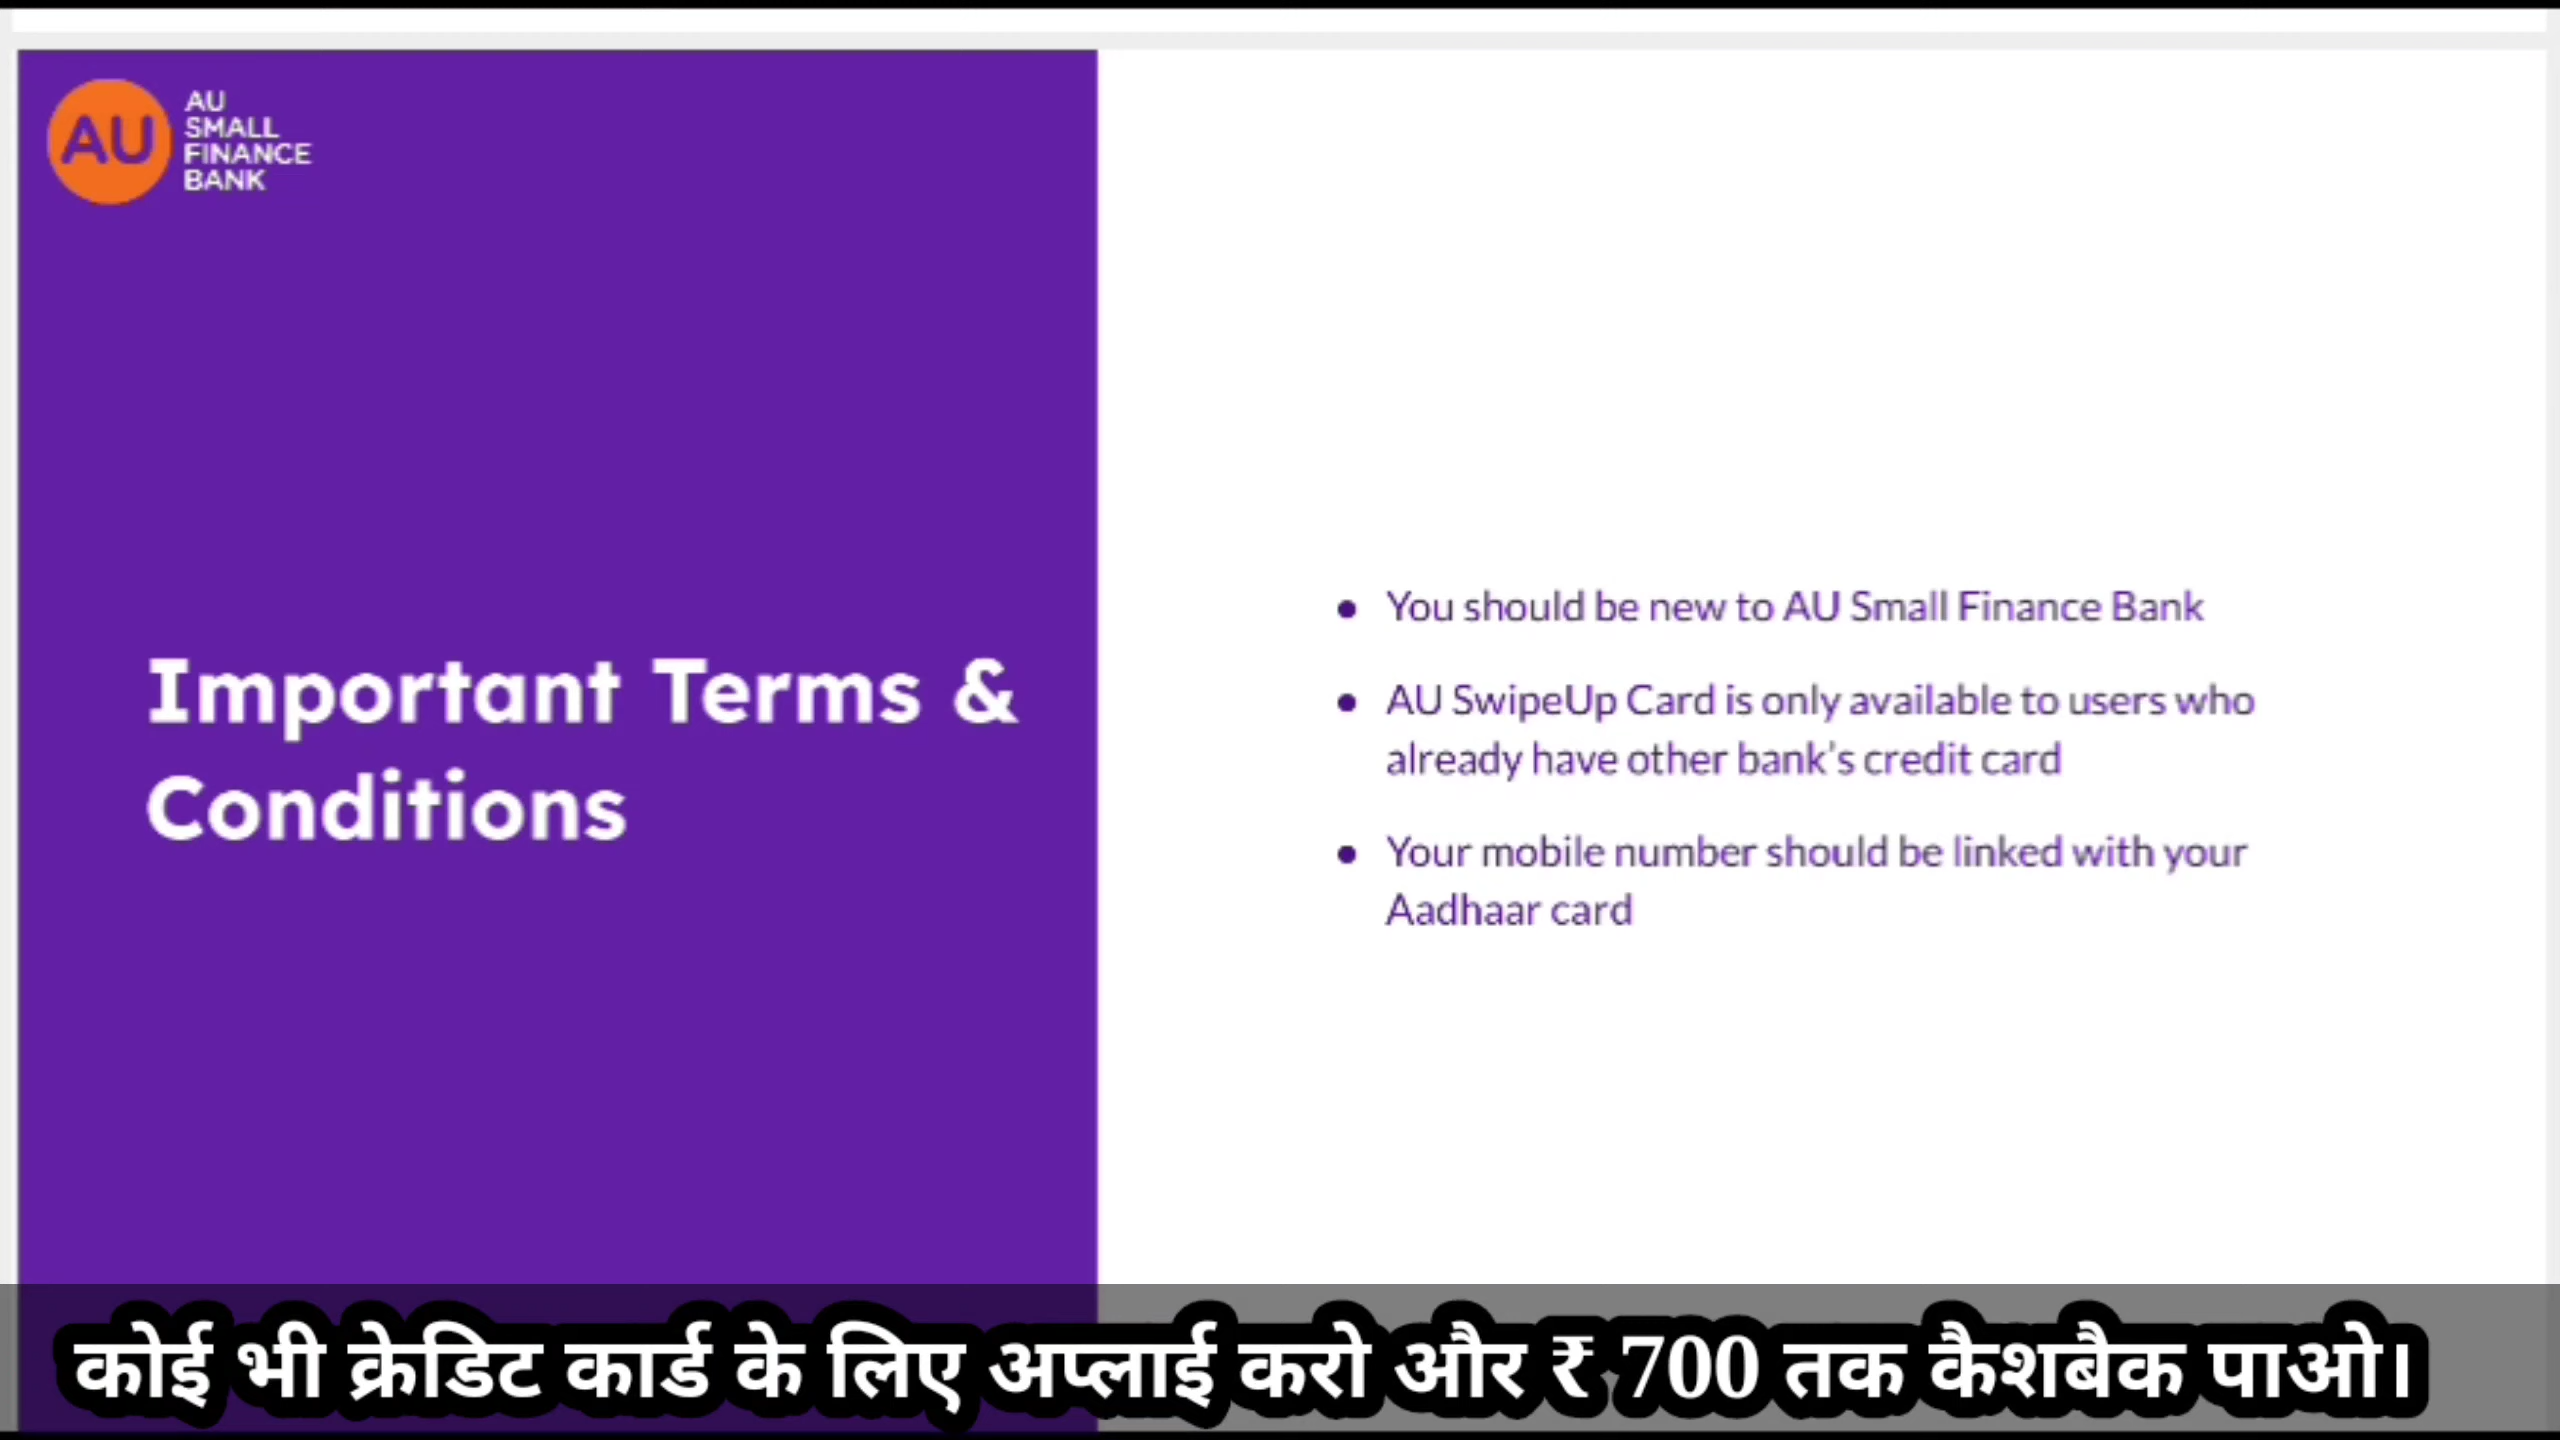 AU
AU
SMALL
FINANCE
BANK
Important Terms &
Conditions
• You should be new to AU Small Finance Bank
• AU SwipeUp Card is only available to users who
already have other bank's credit card
• Your mobile number should be linked with your
Aadhaar card
कोई भी क्रेडिट कार्ड के लिए अप्लाई करो और ₹ 700 तक कैशबैक पाओ।